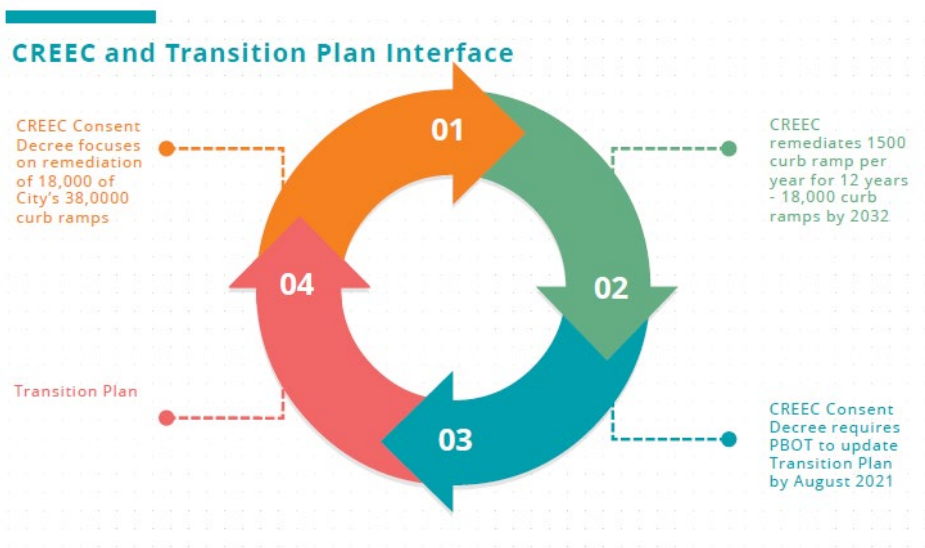 CREEC and Transition Plan Interface
01
CREEC Consent
Decree focuses
on remediation
of 18,000 of
City's 38,0000
curb ramps
02
CREEC
remediates 1500
curb ramp per
year for 12 years
- 18,000 curb
ramps by 2032
03
CREEC Consent
Decree requires
PBOT to update
Transition Plan
by August 2021
04
Transition Plan